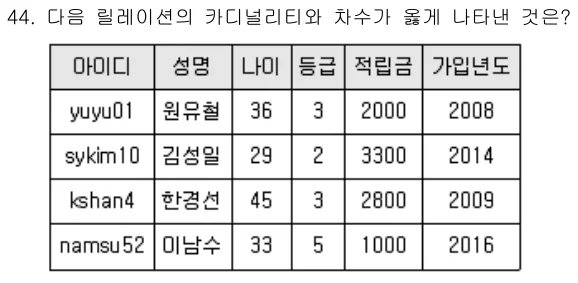 44. 다음 릴레이션의 카디널리티와 차수가 옳게 나타낸 것은?
아이디 성명 나이 등급 적립금 가입년도
yuyu01 원유철 36 3 2000 2008
sykim10 김성일 29 2 3300 2014
kshan4 한경선 45 3 2800 2009
namsu52 이남수 33 5 1000 2016